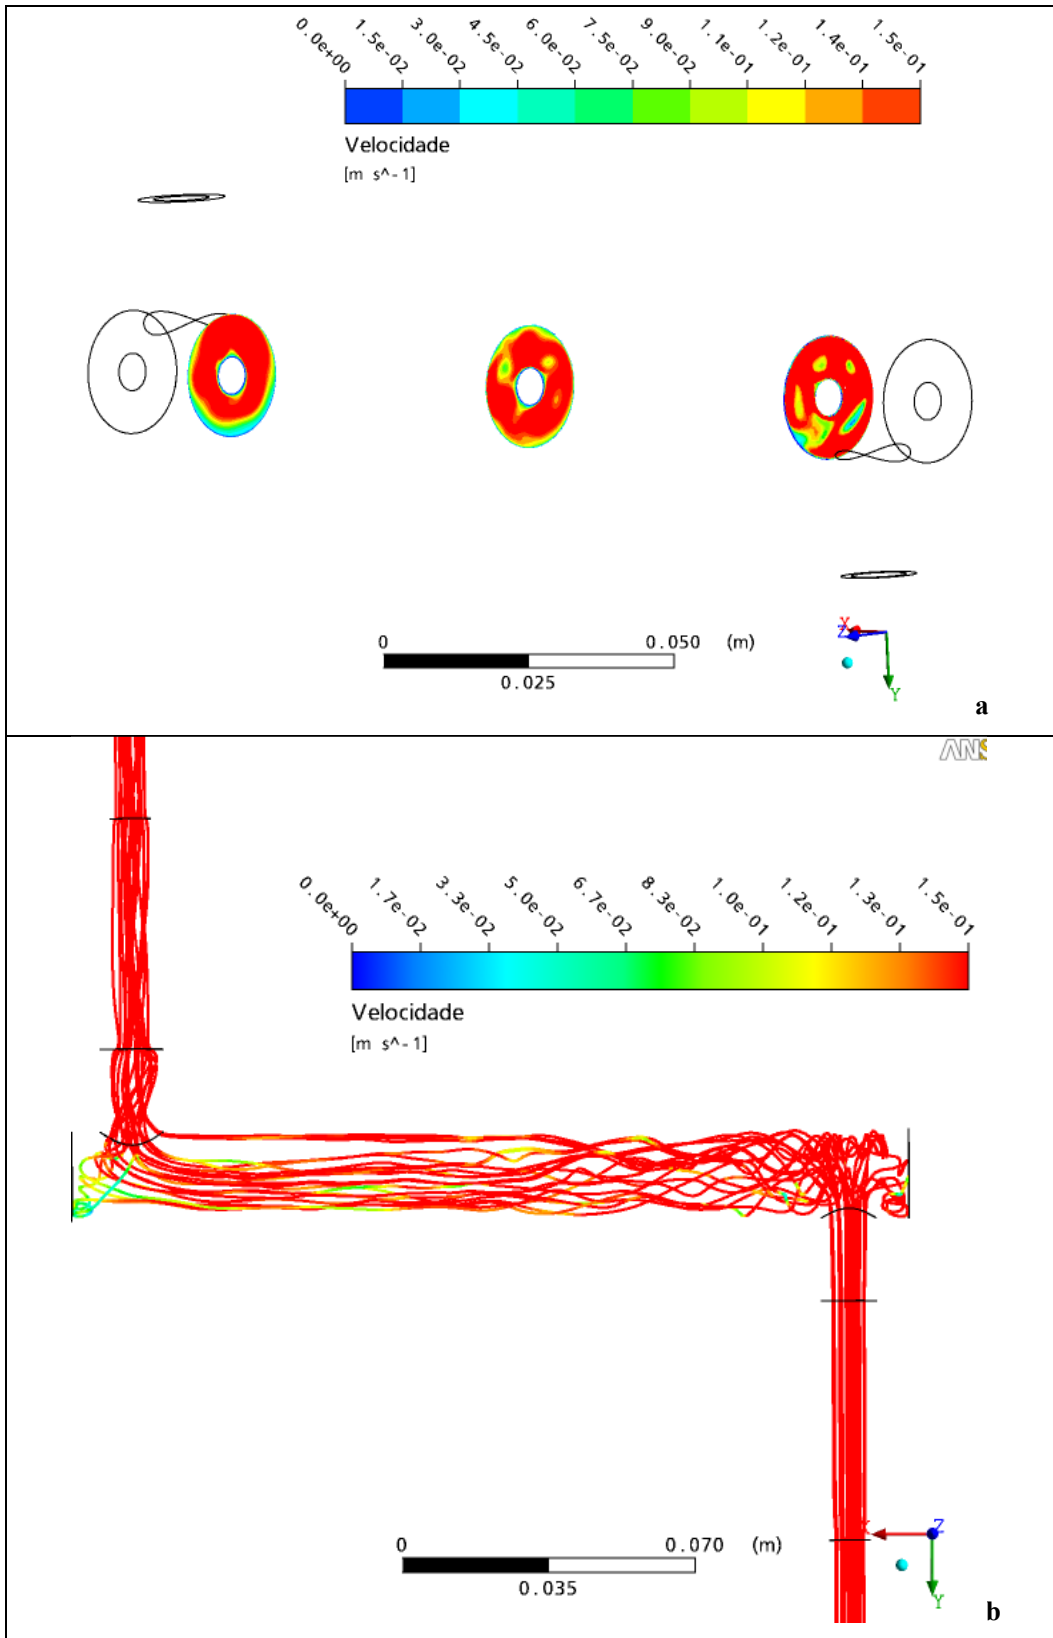 0.0e+00 1.5e-02 3.0e-02 4.5e-02 6.0e-02 7.5e-02 9.0e-02 1.1e-01 1.2e-01 1.4e-01 1.5e-01
Velocidade
[m s^-1]
0 0.050 (m)
0.025
X
Z
Y
a
ANS
0.0e+00 1.7e-02 3.3e-02 5.0e-02 6.7e-02 8.3e-02 1.0e-01 1.2e-01 1.3e-01 1.5e-01
Velocidade
[m s^-1]
X Z
0 0.070 (m)
0.035
Y
b